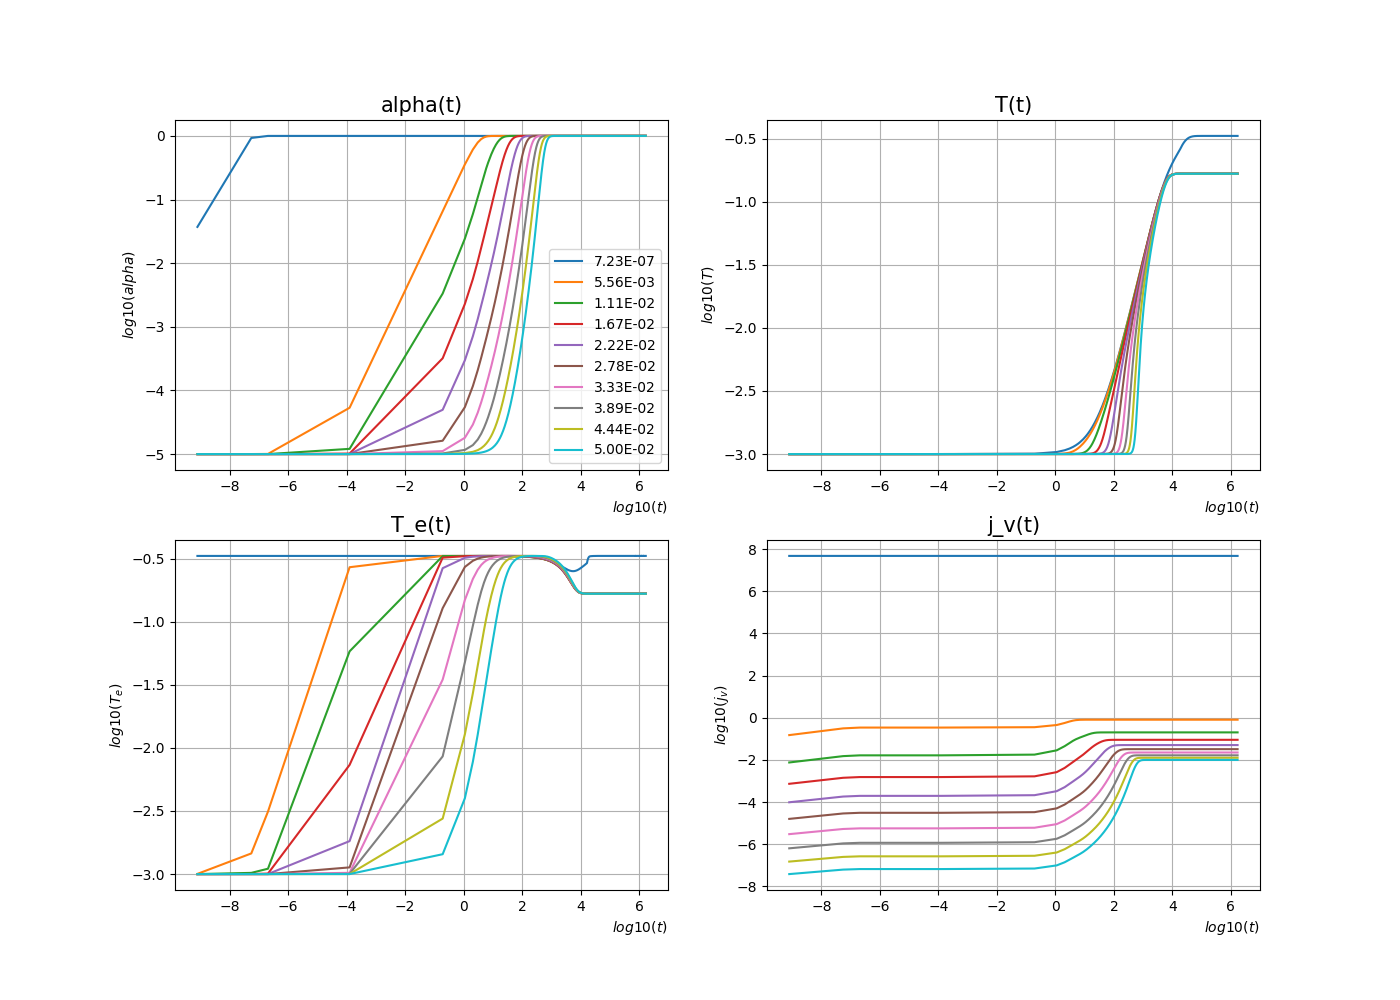 alpha(t)
log10(alpha)
0
−1
−2
−3
−4
−5
−8 −6 −4 −2 0 2 4 6
log10(t)
7.23E-07
5.56E-03
1.11E-02
1.67E-02
2.22E-02
2.78E-02
3.33E-02
3.89E-02
4.44E-02
5.00E-02
T(t)
log10(T)
−0.5
−1.0
−1.5
−2.0
−2.5
−3.0
−8 −6 −4 −2 0 2 4 6
log10(t)
T_e(t)
log10(Te)
−0.5
−1.0
−1.5
−2.0
−2.5
−3.0
−8 −6 −4 −2 0 2 4 6
log10(t)
j_v(t)
log10(jv)
8
6
4
2
0
−2
−4
−6
−8
−8 −6 −4 −2 0 2 4 6
log10(t)